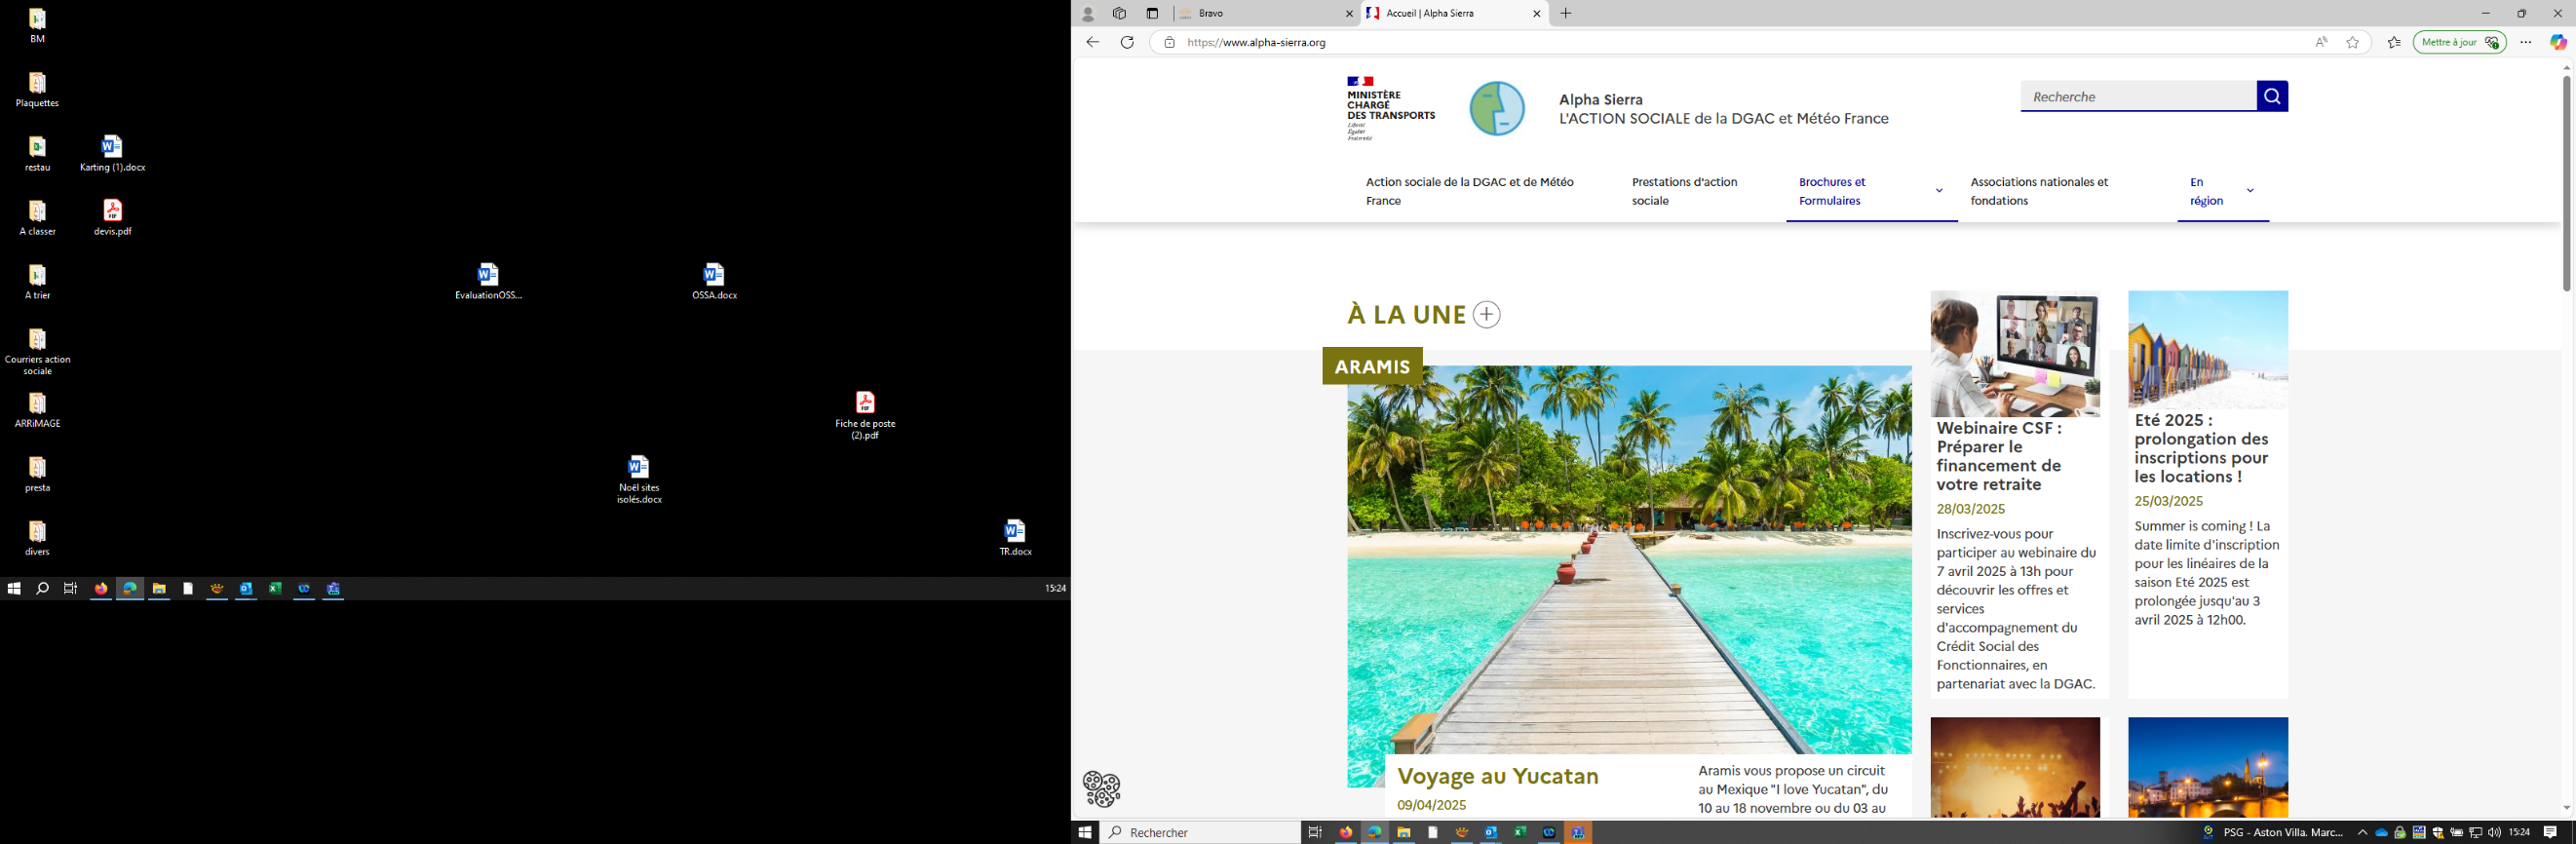 BM
Plaquettes
restau
Karting (1).docx
A classer
devis.pdf
A trier
EvaluationOSS...
OSSA.docx
Courriers action
sociale
ARRiMAGE
Fiche de poste
(2).pdf
presta
Noël sites
isolés.docx
divers
TR.docx
15:24
Bravo
Accueil | Alpha Sierra
https://www.alpha-sierra.org
Mettre à jour
MINISTÈRE
CHARGÉ
DES TRANSPORTS
Liberté
Égalité
Fraternité
Alpha Sierra
L'ACTION SOCIALE de la DGAC et Météo France
Recherche
Action sociale de la DGAC et de Météo
France
Prestations d'action
sociale
Brochures et
Formulaires
Associations nationales et
fondations
En
région
À LA UNE
ARAMIS
Voyage au Yucatan
09/04/2025
Aramis vous propose un circuit
au Mexique "I love Yucatan", du
10 au 18 novembre ou du 03 au
Webinaire CSF :
Préparer le
financement de
votre retraite
28/03/2025
Inscrivez-vous pour
participer au webinaire du
7 avril 2025 à 13h pour
découvrir les offres et
services
d'accompagnement du
Crédit Social des
Fonctionnaires, en
partenariat avec la DGAC.
Eté 2025 :
prolongation des
inscriptions pour
les locations !
25/03/2025
Summer is coming ! La
date limite d'inscription
pour les linéaires de la
saison Eté 2025 est
prolongée jusqu'au 3
avril 2025 à 12h00.
Rechercher
PSG - Aston Villa. Marc...
15:24